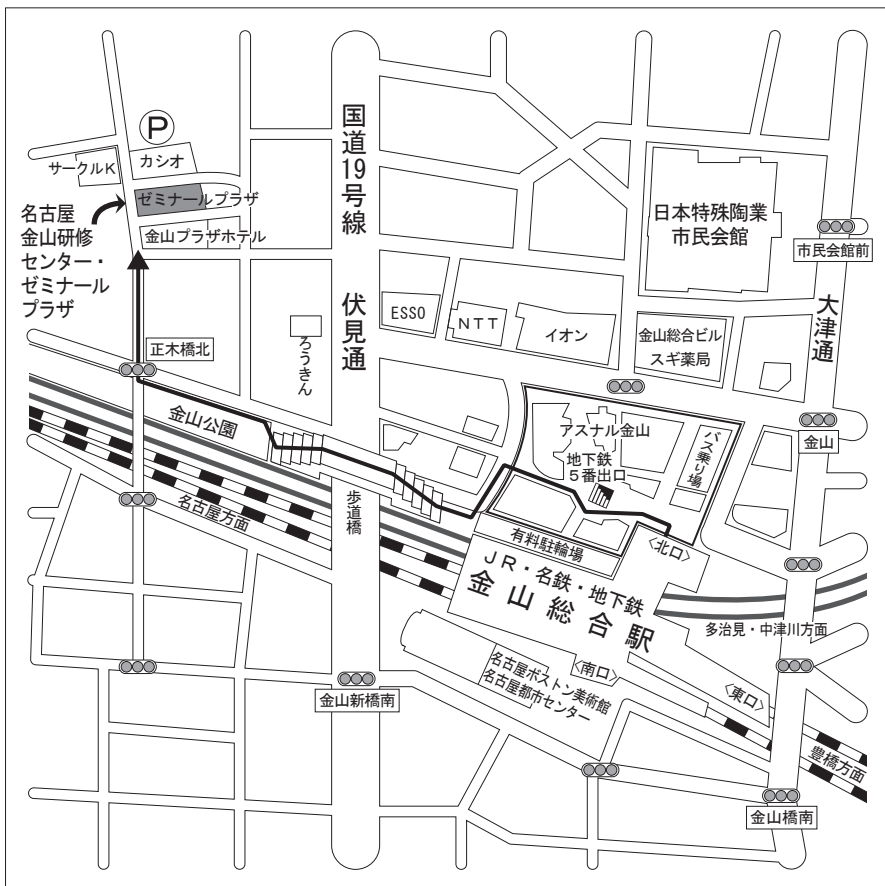 P
サークルK
カシオ
ゼミナールプラザ
金山プラザホテル
名古屋
金山研修
センター・
ゼミナール
プラザ
国道19号線
伏見通
日本特殊陶業
市民会館
市民会館前
大津通
ESSO
NTT
イオン
金山総合ビル
スギ薬局
正木橋北
ろうきん
金山公園
アスナル金山
地下鉄
5番出口
バス乗り場
金山
名古屋方面
歩道橋
有料駐輪場
〈北口〉
JR・名鉄・地下鉄
金山総合駅
多治見・中津川方面
〈南口〉
名古屋ボストン美術館
名古屋都市センター
〈東口〉
金山新橋南
豊橋方面
金山橋南